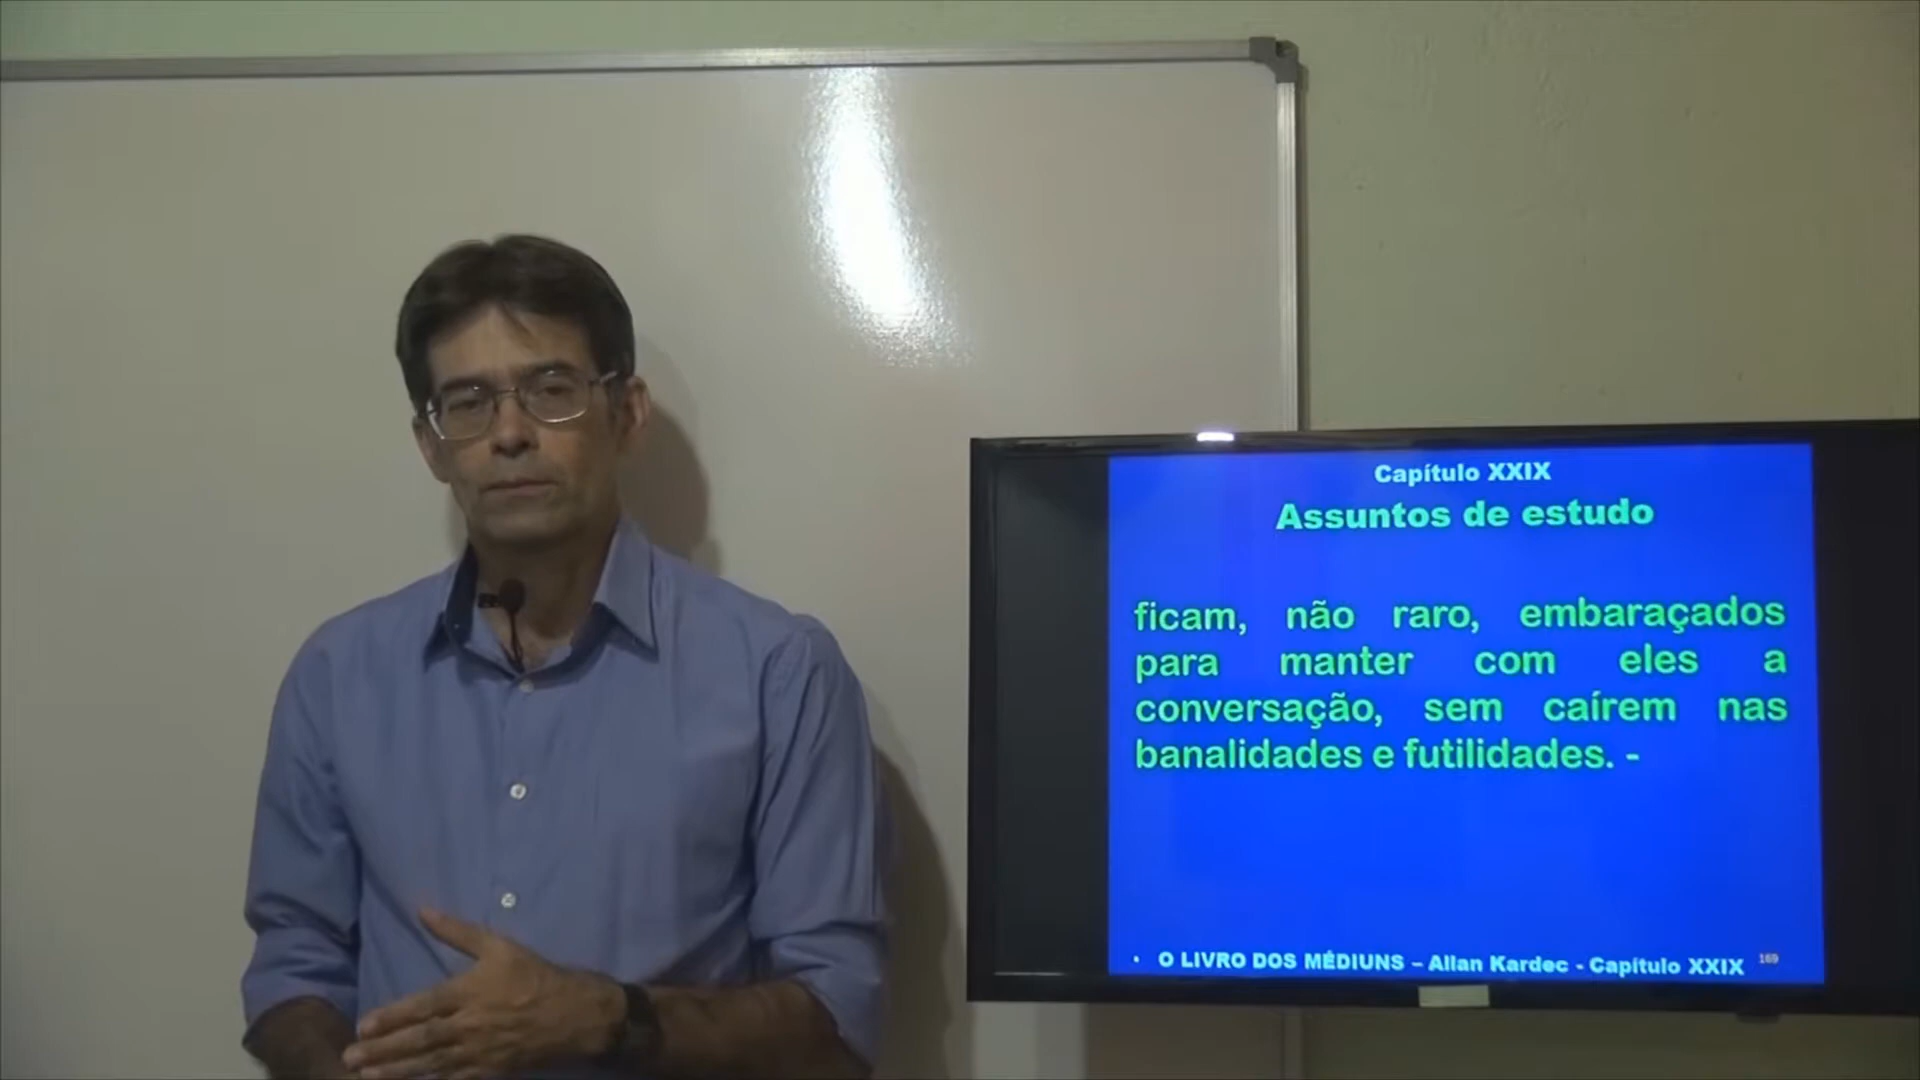 Capítulo XXIX
Assuntos de estudo
ficam, não raro, embaraçados
para manter com eles a
conversação, sem caírem nas
banalidades e futilidades. -
• O LIVRO DOS MÉDIUNS – Allan Kardec - Capítulo XXIX 169